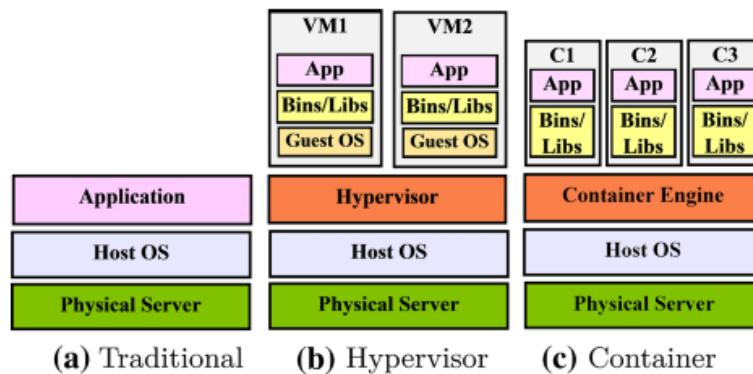 VM1 VM2
C1 C2 C3
App App App App App
Bins/Libs Bins/Libs Bins/ Bins/ Bins/
Guest OS Guest OS Libs Libs Libs
Application Hypervisor Container Engine
Host OS Host OS Host OS
Physical Server Physical Server Physical Server
(a) Traditional (b) Hypervisor (c) Container